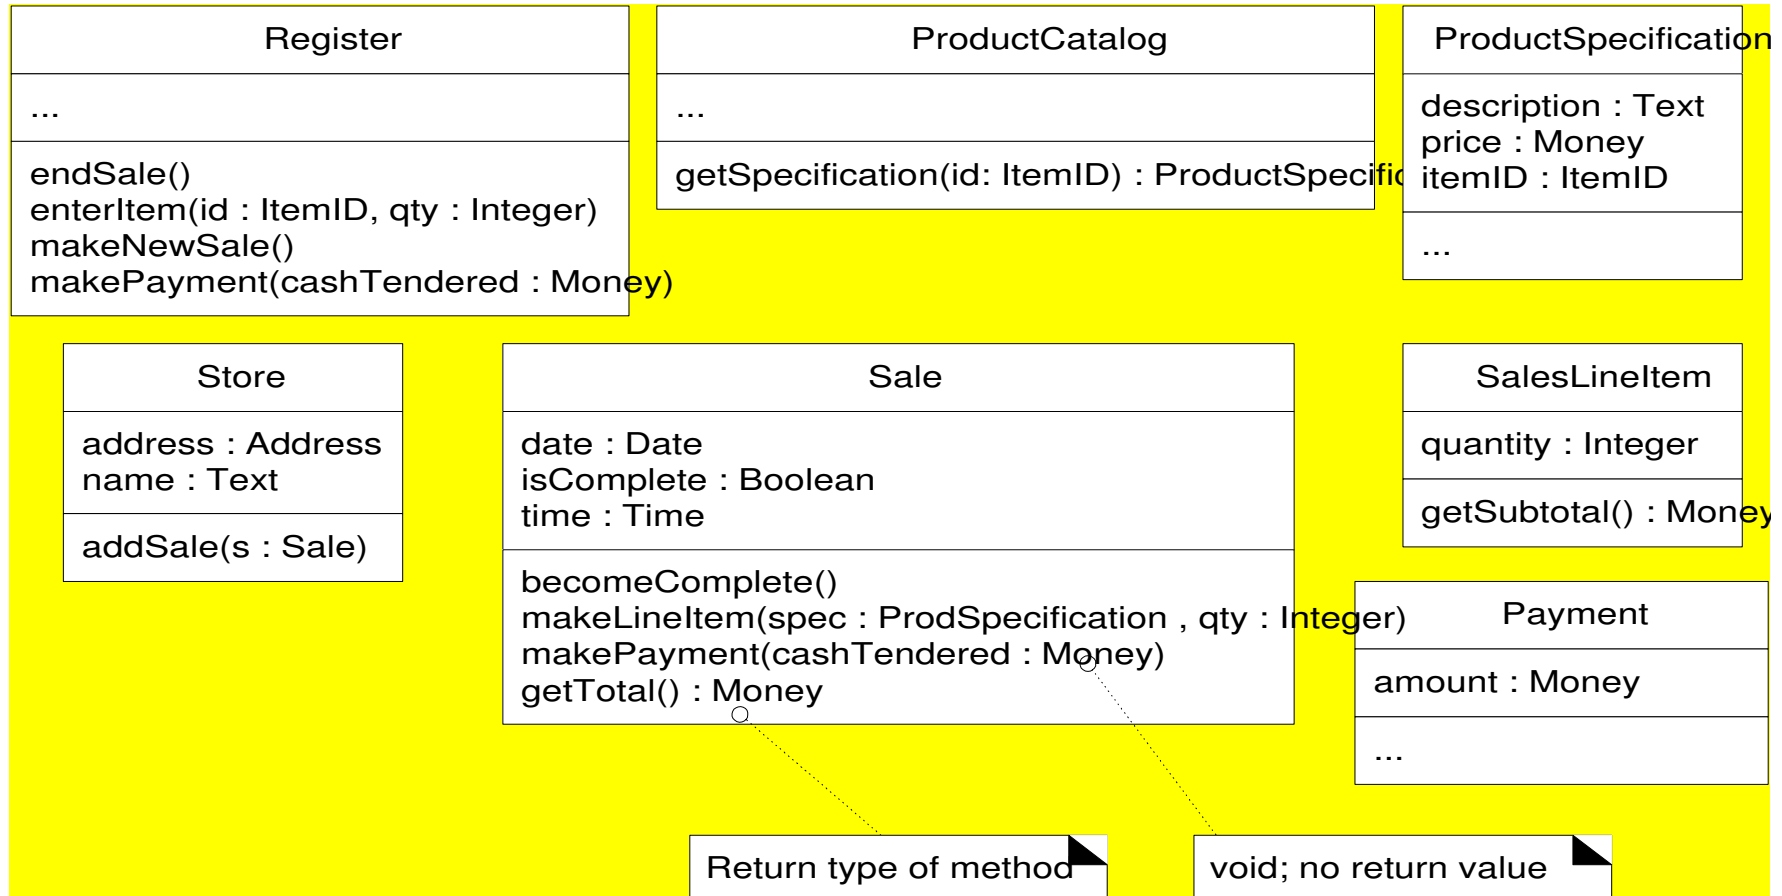 Register
...
endSale()
enterItem(id : ItemID, qty : Integer)
makeNewSale()
makePayment(cashTendered : Money)
ProductCatalog
...
getSpecification(id: ItemID) : ProductSpecific
ProductSpecification
description : Text
price : Money
itemID : ItemID
...
Store
address : Address
name : Text
addSale(s : Sale)
Sale
date : Date
isComplete : Boolean
time : Time
becomeComplete()
makeLineItem(spec : ProdSpecification , qty : Integer)
makePayment(cashTendered : Money)
getTotal() : Money
SalesLineItem
quantity : Integer
getSubtotal() : Money
Payment
amount : Money
...
Return type of method
void; no return value